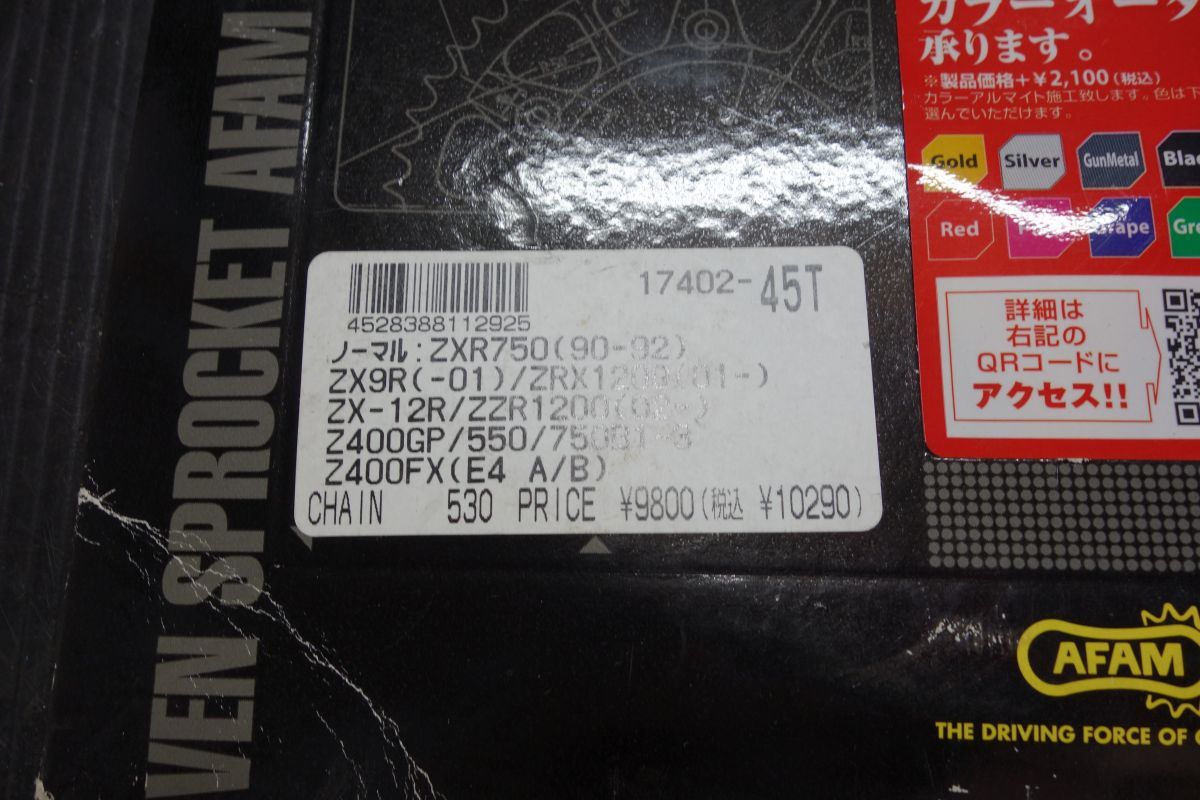 VEN SPROCKET AFAM
カラーオーダ
承ります。
※製品価格+¥2,100(税込)
カラーアルマイト施工致します。色は下
選んでいただけます。
Gold Silver GunMetal Blac
Red Grape Gre
詳細は
右記の
QRコードに
アクセス!!
17402-45T
4528388112925
ノーマル:ZXR750(90-92)
ZX9R(-01)/ZRX1200(01-)
ZX-12R/ZZR1200(02-)
Z400GP/550/750
Z400FX(E4 A/B)
CHAIN 530 PRICE ¥9800(税込 ¥10290)
AFAM
THE DRIVING FORCE OF